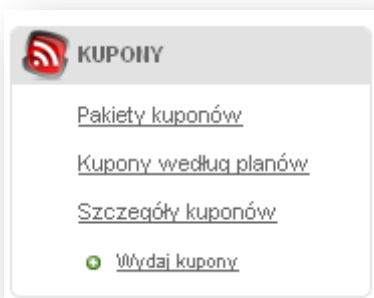 KUPONY
Pakiety kuponów
Kupony według planów
Szczegóły kuponów
Wydaj kupony